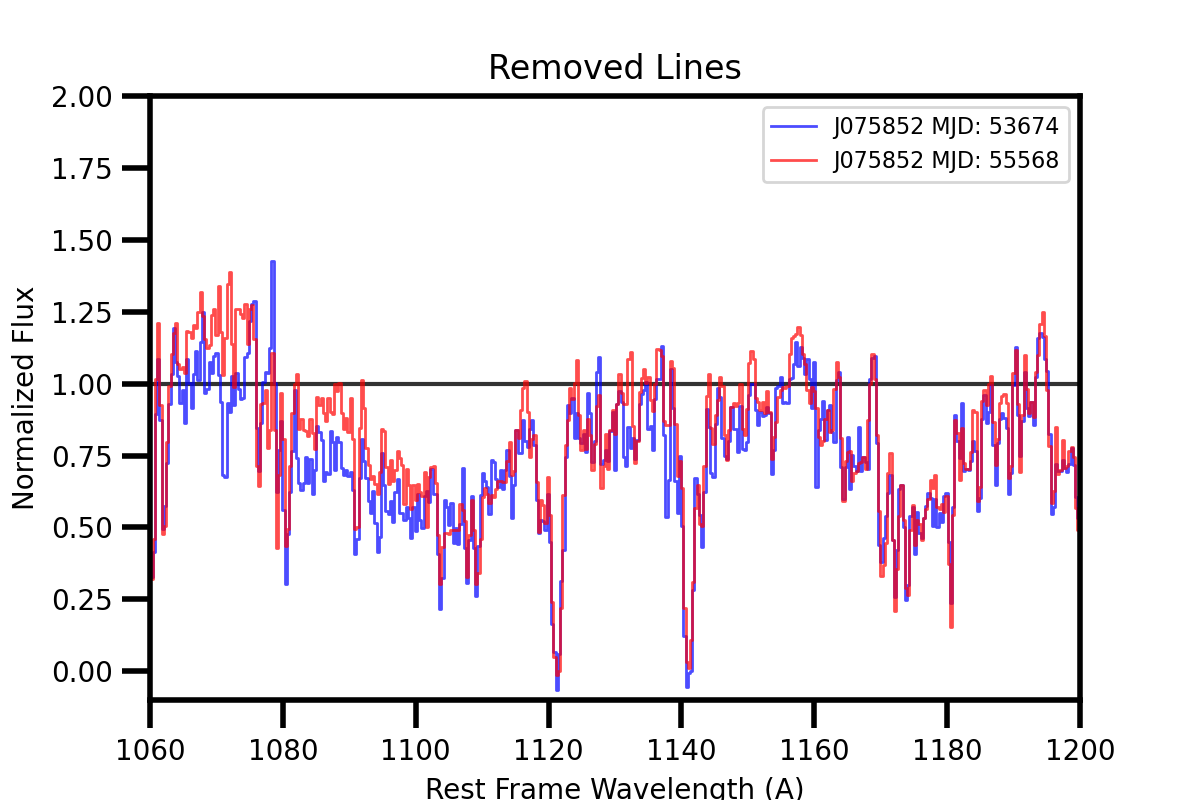 Removed Lines
J075852 MJD: 53674
J075852 MJD: 55568
2.00
1.75
1.50
1.25
1.00
0.75
0.50
0.25
0.00
Normalized Flux
1060 1080 1100 1120 1140 1160 1180 1200
Rest Frame Wavelength (A)